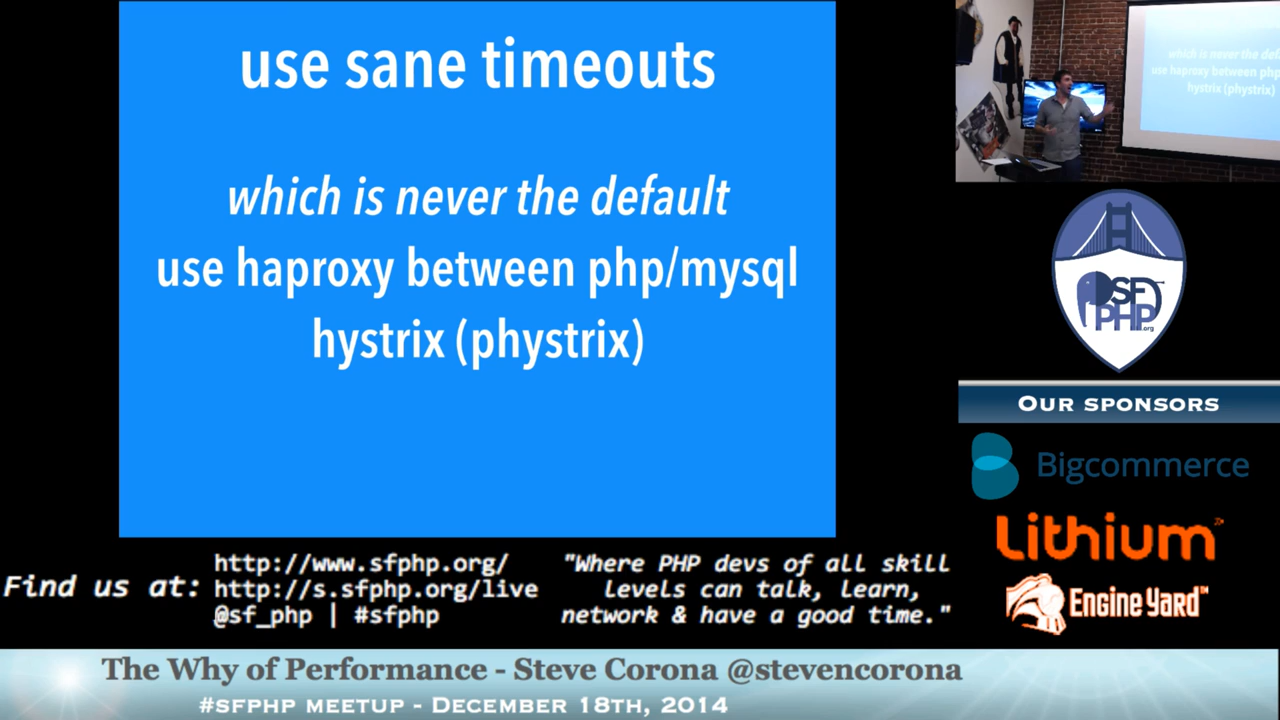 use sane timeouts
which is never the default
use haproxy between php/mysql
hystrix (phystrix)
which is never the defa
use haproxy between php
hystrix (phystrix)
SF
PHP
.org
Our sponsors
Bigcommerce
Lithium
Engine Yard™
Find us at:
http://www.sfphp.org/
http://s.sfphp.org/live
@sf_php | #sfphp
"Where PHP devs of all skill
levels can talk, learn,
network & have a good time."
The Why of Performance - Steve Corona @stevencorona
#sfphp meetup - December 18th, 2014